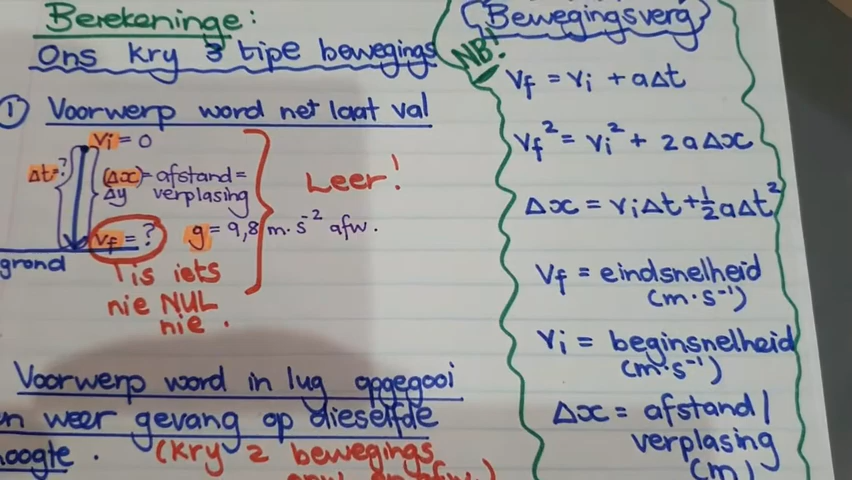 Berekeninge:
Ons kry 3 tipe bewegings
① Voorwerp word net laat val
vi = 0
Δt=?
(Δx) = afstand =
Δy verplasing
vf = ? g = 9,8 m·s⁻² afw.
grond
Leer!
'Tis iets
nie NUL
nie.
Voorwerp word in lug opgegooi
en weer gevang op dieselfde
hoogte. (Kry 2 bewegings
(Bewegingsverg)
NB!
Vf = Vi + aΔt
Vf² = Vi² + 2aΔx
Δx = ViΔt + ½aΔt²
Vf = eindsnelheid
(m·s⁻¹)
Vi = beginsnelheid
(m·s⁻¹)
Δx = afstand /
verplasing
(m)